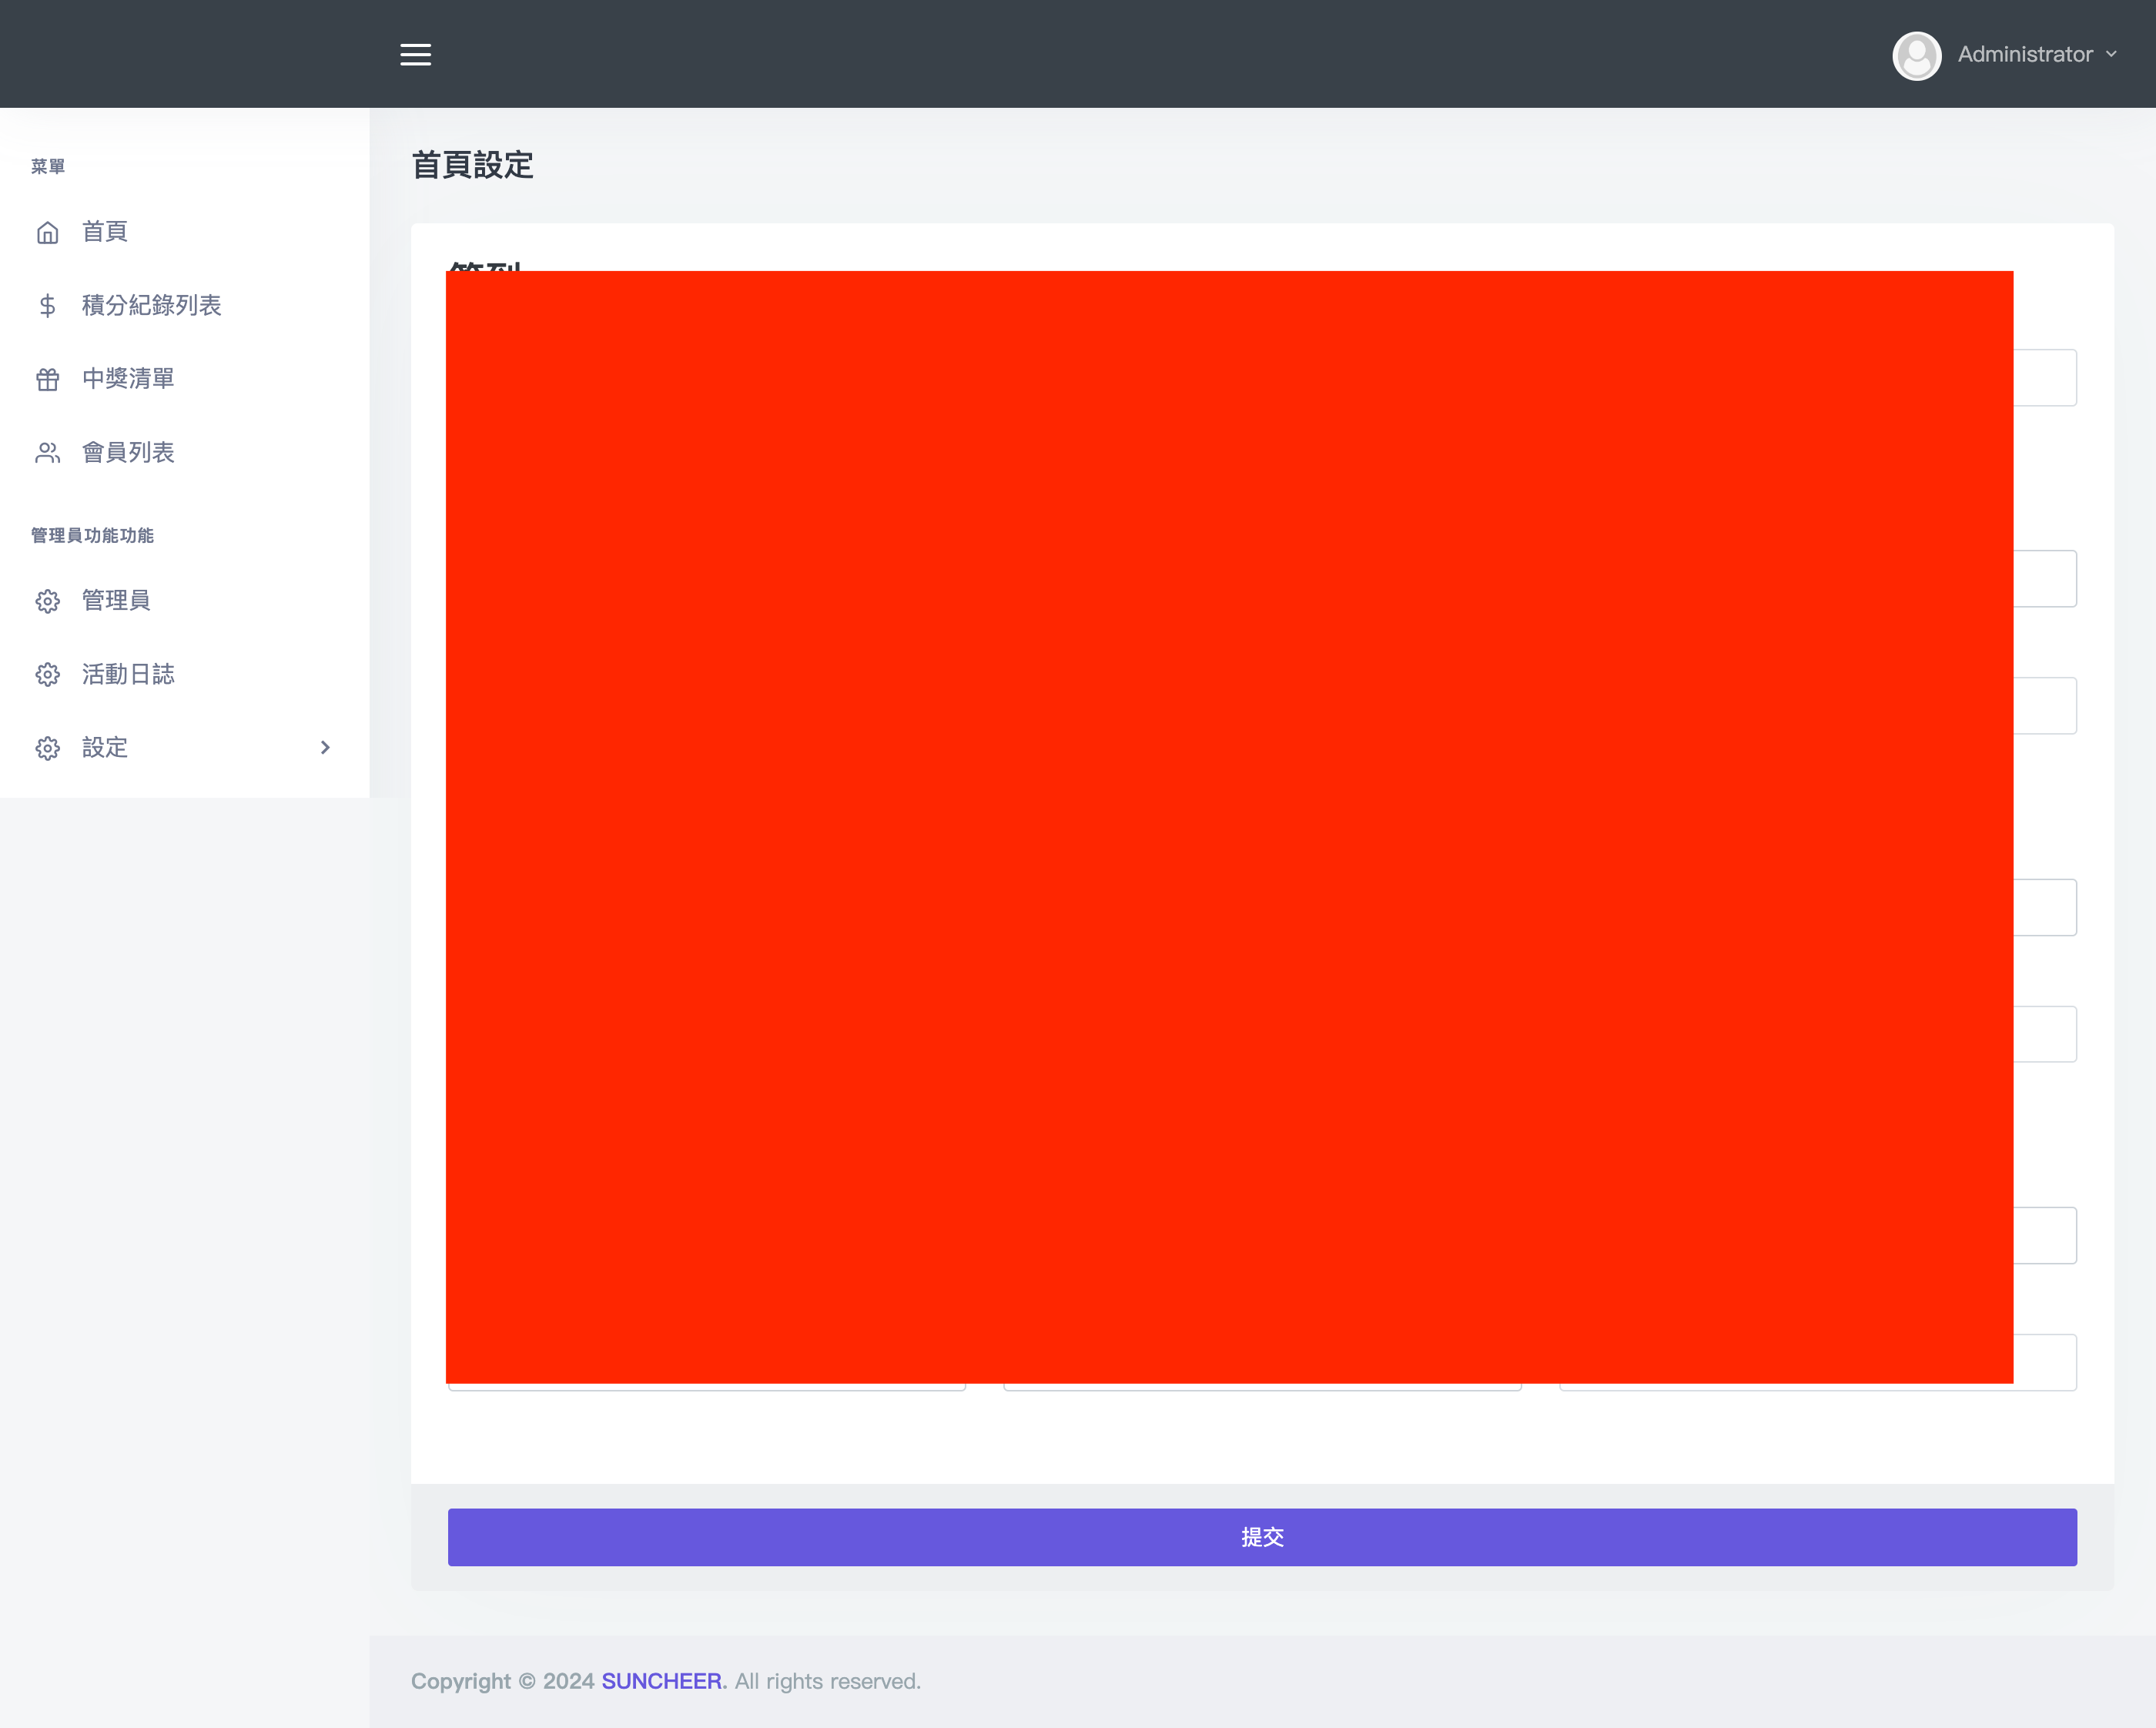 Administrator
菜單
首頁
積分紀錄列表
中獎清單
會員列表
管理員功能功能
管理員
活動日誌
設定
首頁設定
提交
Copyright © 2024 SUNCHEER. All rights reserved.